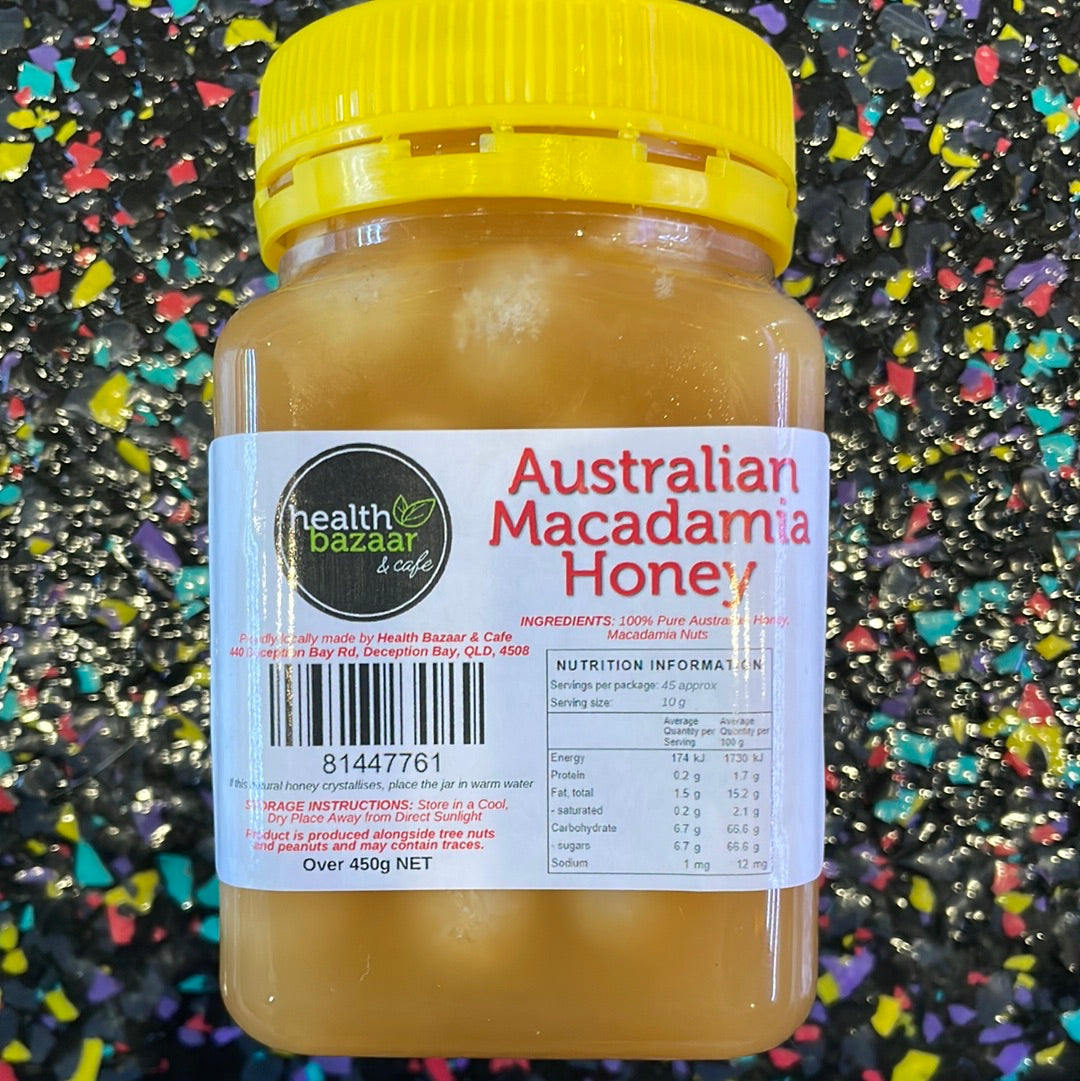 health
bazaar
& cafe
Australian
Macadamia
Honey
Proudly locally made by Health Bazaar & Cafe
440 Deception Bay Rd, Deception Bay, QLD, 4508
81447761
If this natural honey crystallises, place the jar in warm water
STORAGE INSTRUCTIONS: Store in a Cool,
Dry Place Away from Direct Sunlight
Product is produced alongside tree nuts
and peanuts and may contain traces.
Over 450g NET
INGREDIENTS: 100% Pure Australian Honey,
Macadamia Nuts
NUTRITION INFORMATION
Servings per package: 45 approx
Serving size: 10 g
Average Quantity per Serving Average Quantity per 100 g
Energy 174 kJ 1730 kJ
Protein 0.2 g 1.7 g
Fat, total 1.5 g 15.2 g
- saturated 0.2 g 2.1 g
Carbohydrate 6.7 g 66.6 g
- sugars 6.7 g 66.6 g
Sodium 1 mg 12 mg